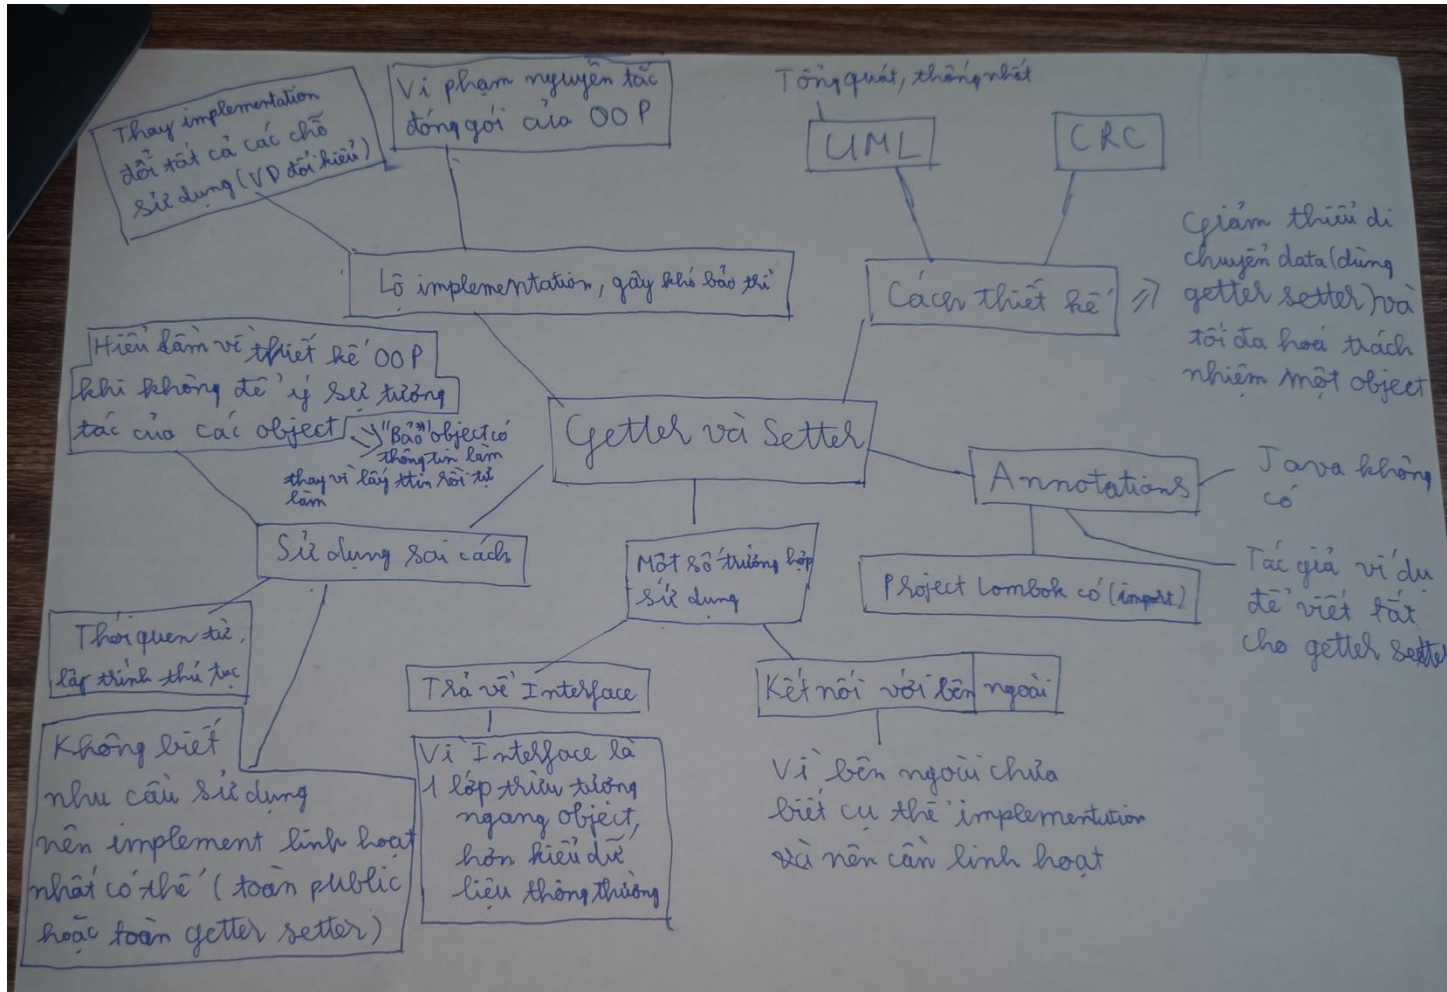 Thay implementation
đổi tất cả các chỗ
sử dụng (VD đổi kiểu)
Vi phạm nguyên tắc
đóng gói của OOP
Tổng quát, thống nhất
UML
CRC
Lộ implementation, gây khó bảo trì
Cách thiết kế
=>
Giảm thiểu di
chuyển data (dùng
getter setter) và
tối đa hoá trách
nhiệm một object
Hiểu lầm về thiết kế OOP
khi không để ý sự tương
tác của các object
"Bảo" object có
thông tin làm
thay vì lấy ttin rồi tự
làm
Getter và Setter
Annotations
Java không
có
Sử dụng sai cách
Một số trường hợp
sử dụng
Project Lombok có (import)
Tác giả ví dụ
để viết tắt
cho getter setter
Thói quen từ
lập trình thủ tục
Trả về Interface
Kết nối với bên ngoài
Không biết
nhu cầu sử dụng
nên implement linh hoạt
nhất có thể (toàn public
hoặc toàn getter setter)
Vì Interface là
1 lớp trừu tượng
ngang object,
hơn kiểu dữ
liệu thông thường
Vì bên ngoài chưa
biết cụ thể implementation
và nên cần linh hoạt